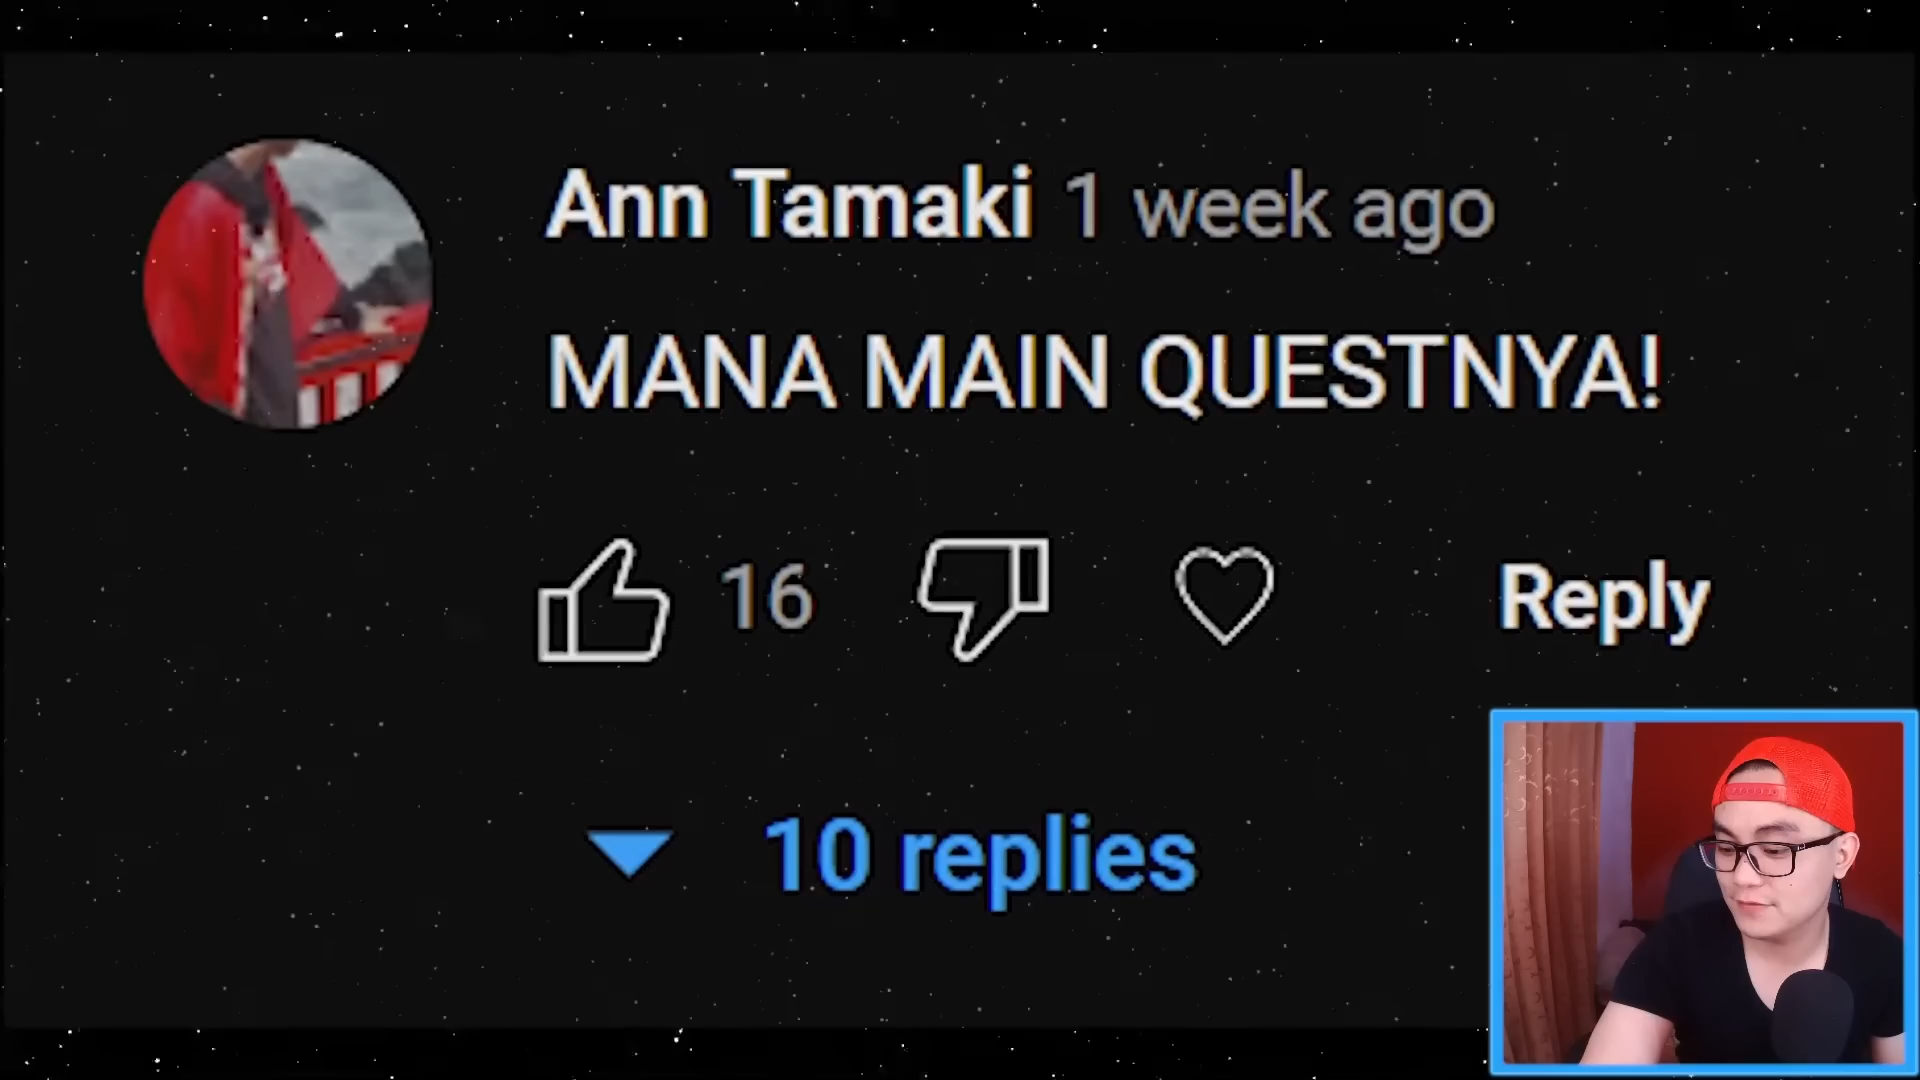 Ann Tamaki 1 week ago
MANA MAIN QUESTNYA!
16
Reply
10 replies